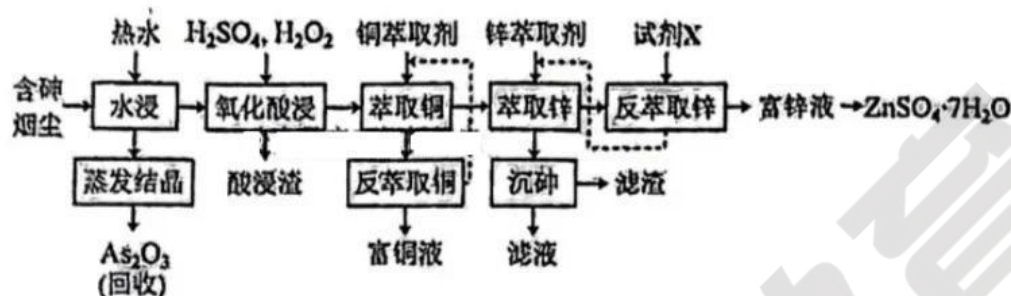 热水 H₂SO₄, H₂O₂ 铜萃取剂 锌萃取剂 试剂X
含砷烟尘 水浸 氧化酸浸 萃取铜 萃取锌 反萃取锌 富锌液 ZnSO₄·7H₂O
蒸发结晶 酸浸渣 反萃取铜 沉砷 滤渣
As₂O₃ 富铜液 滤液
(回收)